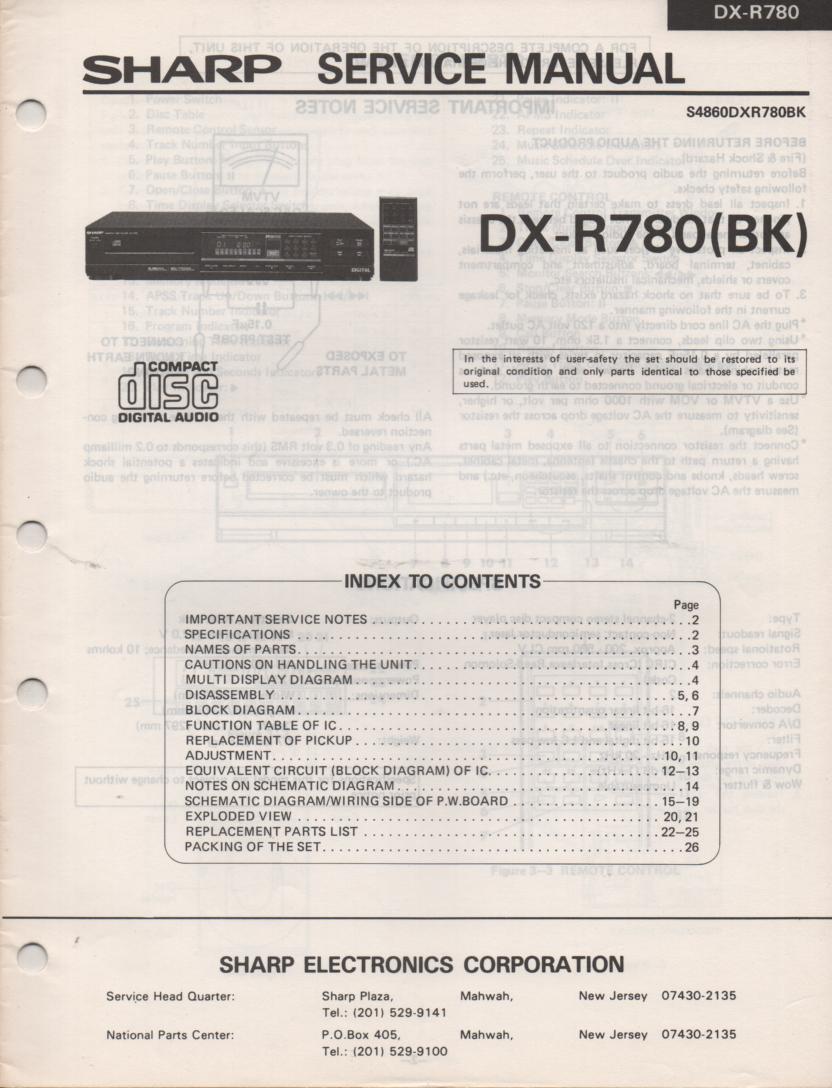 DX-R780
SHARP SERVICE MANUAL
S4860DXR780BK
DX-R780(BK)
SHARP
DIGITAL
In the interests of user-safety the set should be restored to its
original condition and only parts identical to those specified be
used.
COMPACT
disc
DIGITAL AUDIO
INDEX TO CONTENTS
Page
IMPORTANT SERVICE NOTES . . . . . . . . . . . . . . . . . . . . . 2
SPECIFICATIONS . . . . . . . . . . . . . . . . . . . . . 2
NAMES OF PARTS . . . . . . . . . . . . . . . . . . . . . 3
CAUTIONS ON HANDLING THE UNIT . . . . . . . . . . . . . . . . . . . . . 4
MULTI DISPLAY DIAGRAM . . . . . . . . . . . . . . . . . . . . . 4
DISASSEMBLY . . . . . . . . . . . . . . . . . . . . . 5, 6
BLOCK DIAGRAM . . . . . . . . . . . . . . . . . . . . . 7
FUNCTION TABLE OF IC . . . . . . . . . . . . . . . . . . . . . 8, 9
REPLACEMENT OF PICKUP . . . . . . . . . . . . . . . . . . . . . 10
ADJUSTMENT . . . . . . . . . . . . . . . . . . . . . 10, 11
EQUIVALENT CIRCUIT (BLOCK DIAGRAM) OF IC . . . . . . . . . . . . . . . . . . . . . 12–13
NOTES ON SCHEMATIC DIAGRAM . . . . . . . . . . . . . . . . . . . . . 14
SCHEMATIC DIAGRAM/WIRING SIDE OF P.W.BOARD . . . . . . . . . . . . . . . . . . . . . 15–19
EXPLODED VIEW . . . . . . . . . . . . . . . . . . . . . 20, 21
REPLACEMENT PARTS LIST . . . . . . . . . . . . . . . . . . . . . 22–25
PACKING OF THE SET . . . . . . . . . . . . . . . . . . . . . 26
SHARP ELECTRONICS CORPORATION
Service Head Quarter: Sharp Plaza, Mahwah, New Jersey 07430-2135
Tel.: (201) 529-9141
National Parts Center: P.O.Box 405, Mahwah, New Jersey 07430-2135
Tel.: (201) 529-9100